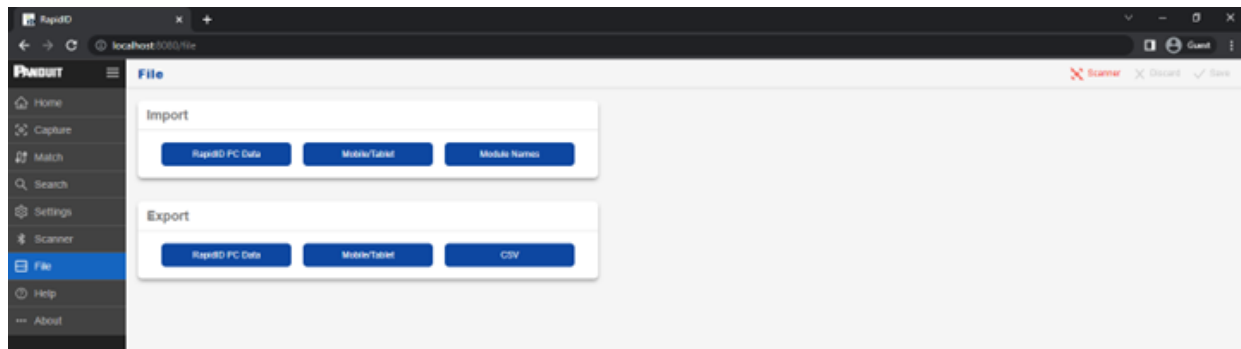 RapidID
localhost:8080/file
Guest
PANDUIT
File
Scanner
Discard
Save
Home
Capture
Match
Search
Settings
Scanner
File
Help
About
Import
RapidID PC Data
Mobile/Tablet
Module Names
Export
RapidID PC Data
Mobile/Tablet
CSV